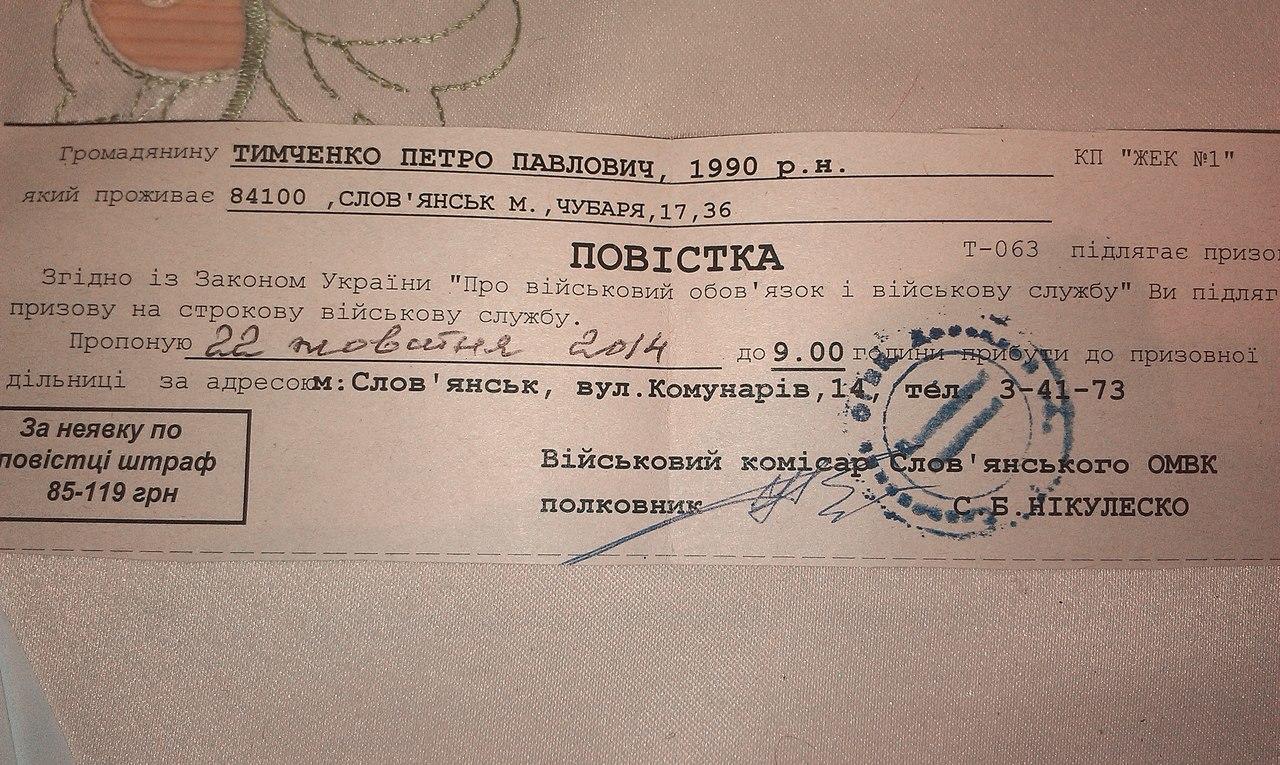 Громадянину ТИМЧЕНКО ПЕТРО ПАВЛОВИЧ, 1990 р.н. КП "ЖЕК №1"
який проживає 84100 ,СЛОВ'ЯНСЬК М.,ЧУБАРЯ,17,36
ПОВІСТКА Т-063 підлягає призо
Згідно із Законом України "Про військовий обов'язок і військову службу" Ви підляг
призову на строкову військову службу.
Пропоную 22 жовтня 2014 до 9.00 години прибути до призовної
дільниці за адресоюм:Слов'янськ, вул.Комунарів,14, тел. 3-41-73
За неявку по
повістці штраф
85-119 грн
Військовий комісар Слов'янського ОМВК
полковник С.Б.НІКУЛЕСКО